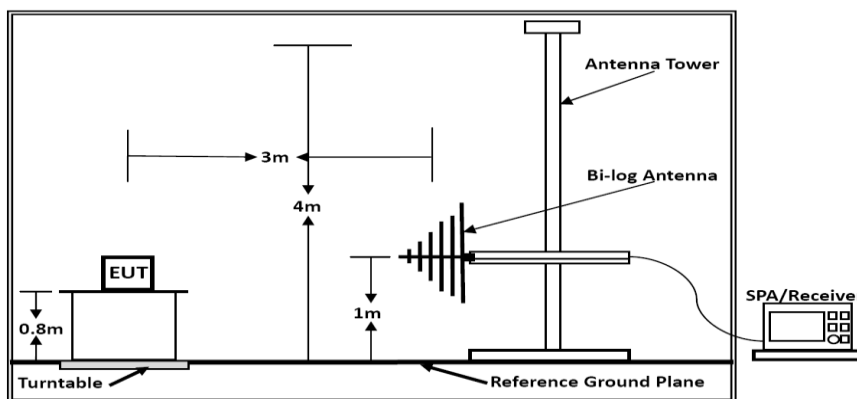 Antenna Tower
3m
Bi-log Antenna
4m
EUT
SPA/Receive
0.8m
1m
Turntable
Reference Ground Plane